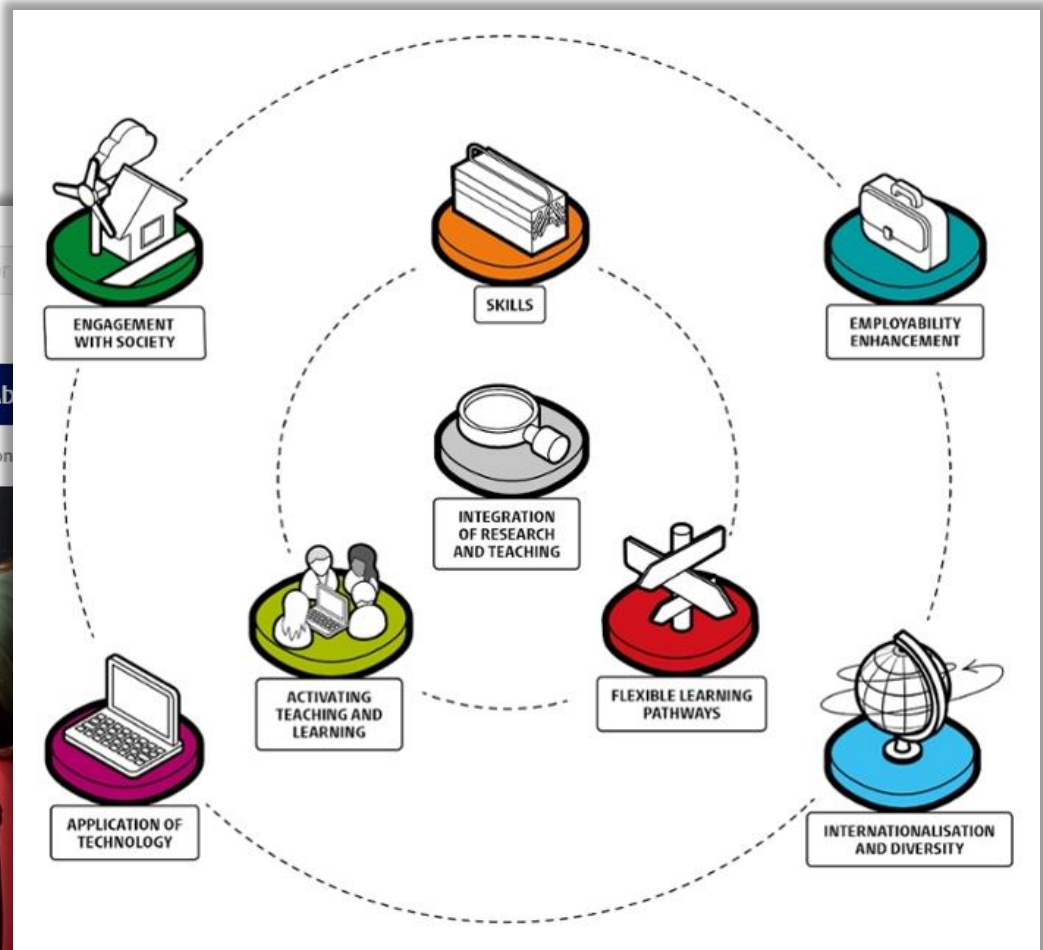 ENGAGEMENT
WITH SOCIETY
SKILLS
EMPLOYABILITY
ENHANCEMENT
INTEGRATION
OF RESEARCH
AND TEACHING
ACTIVATING
TEACHING AND
LEARNING
FLEXIBLE LEARNING
PATHWAYS
APPLICATION OF
TECHNOLOGY
INTERNATIONALISATION
AND DIVERSITY